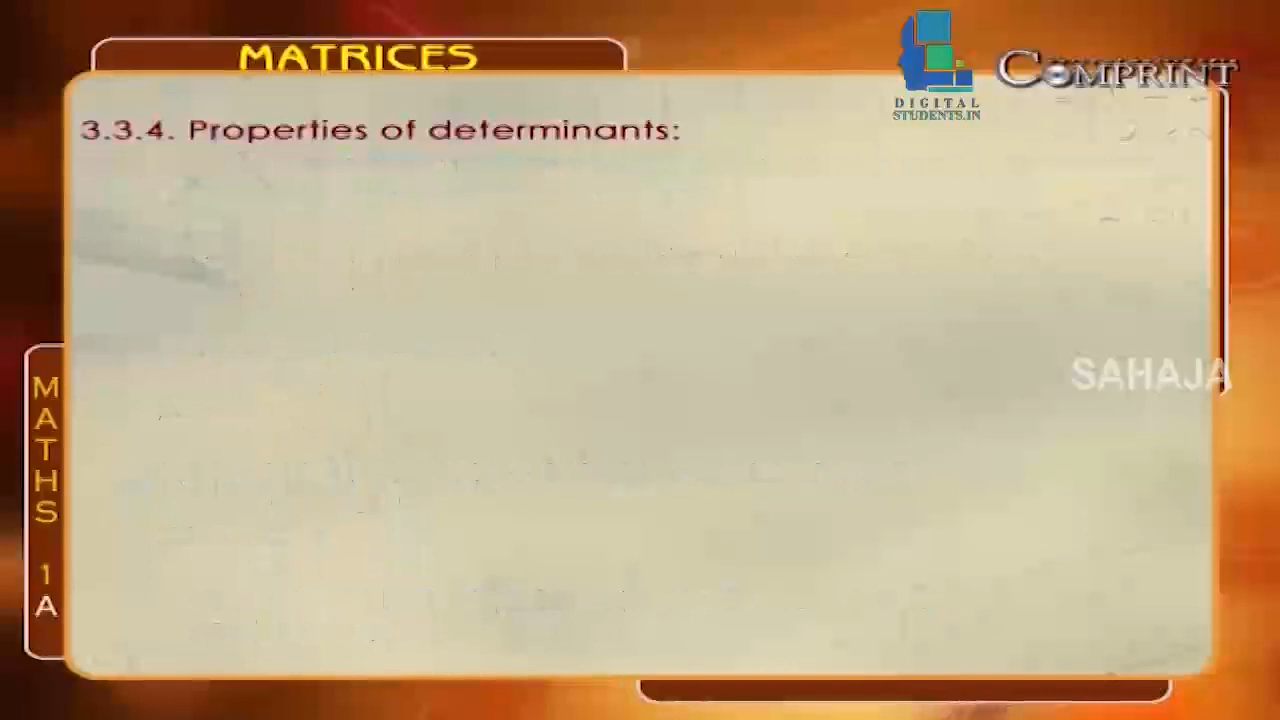 MATRICES
DIGITAL
STUDENTS.IN
COMPRINT
3.3.4. Properties of determinants:
SAHAJA
MATHS 1A